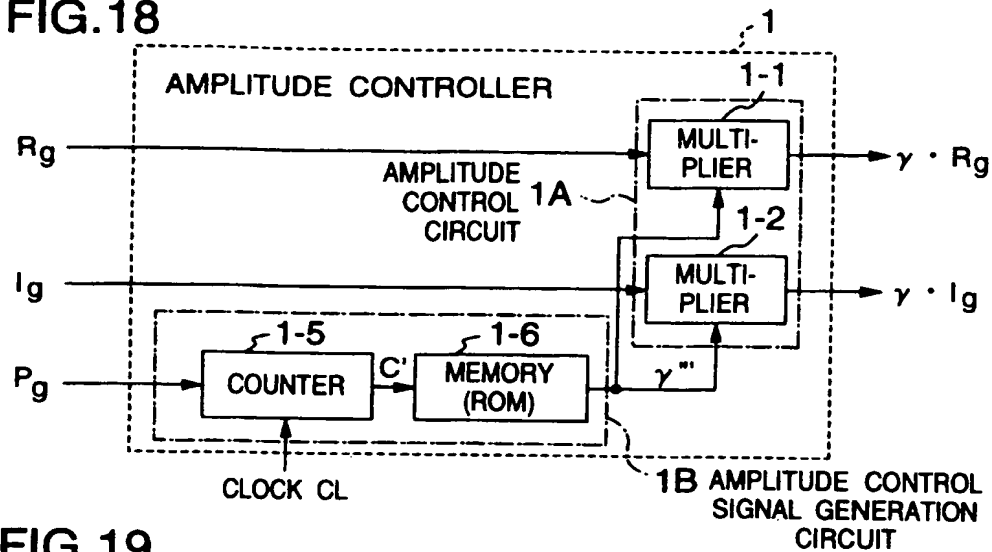 FIG.18
1
AMPLITUDE CONTROLLER
1-1
Rg
MULTI-
PLIER
γ · Rg
AMPLITUDE
CONTROL
CIRCUIT
1A
1-2
Ig
MULTI-
PLIER
γ · Ig
1-5
1-6
Pg
COUNTER
C'
MEMORY
(ROM)
γ'''
CLOCK CL
1B AMPLITUDE CONTROL
SIGNAL GENERATION
CIRCUIT
FIG.19